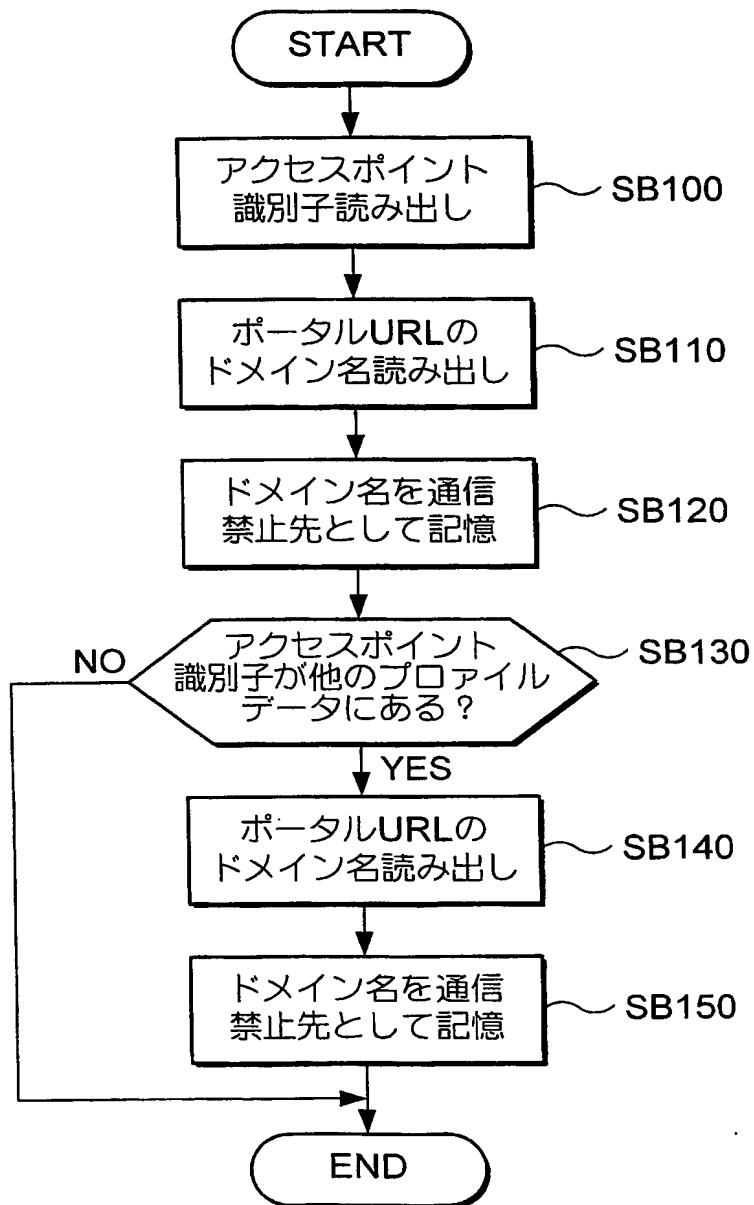 START
アクセスポイント
識別子読み出し
SB100
ポータルURLの
ドメイン名読み出し
SB110
ドメイン名を通信
禁止先として記憶
SB120
アクセスポイント
識別子が他のプロファイル
データにある？
SB130
NO
YES
ポータルURLの
ドメイン名読み出し
SB140
ドメイン名を通信
禁止先として記憶
SB150
END